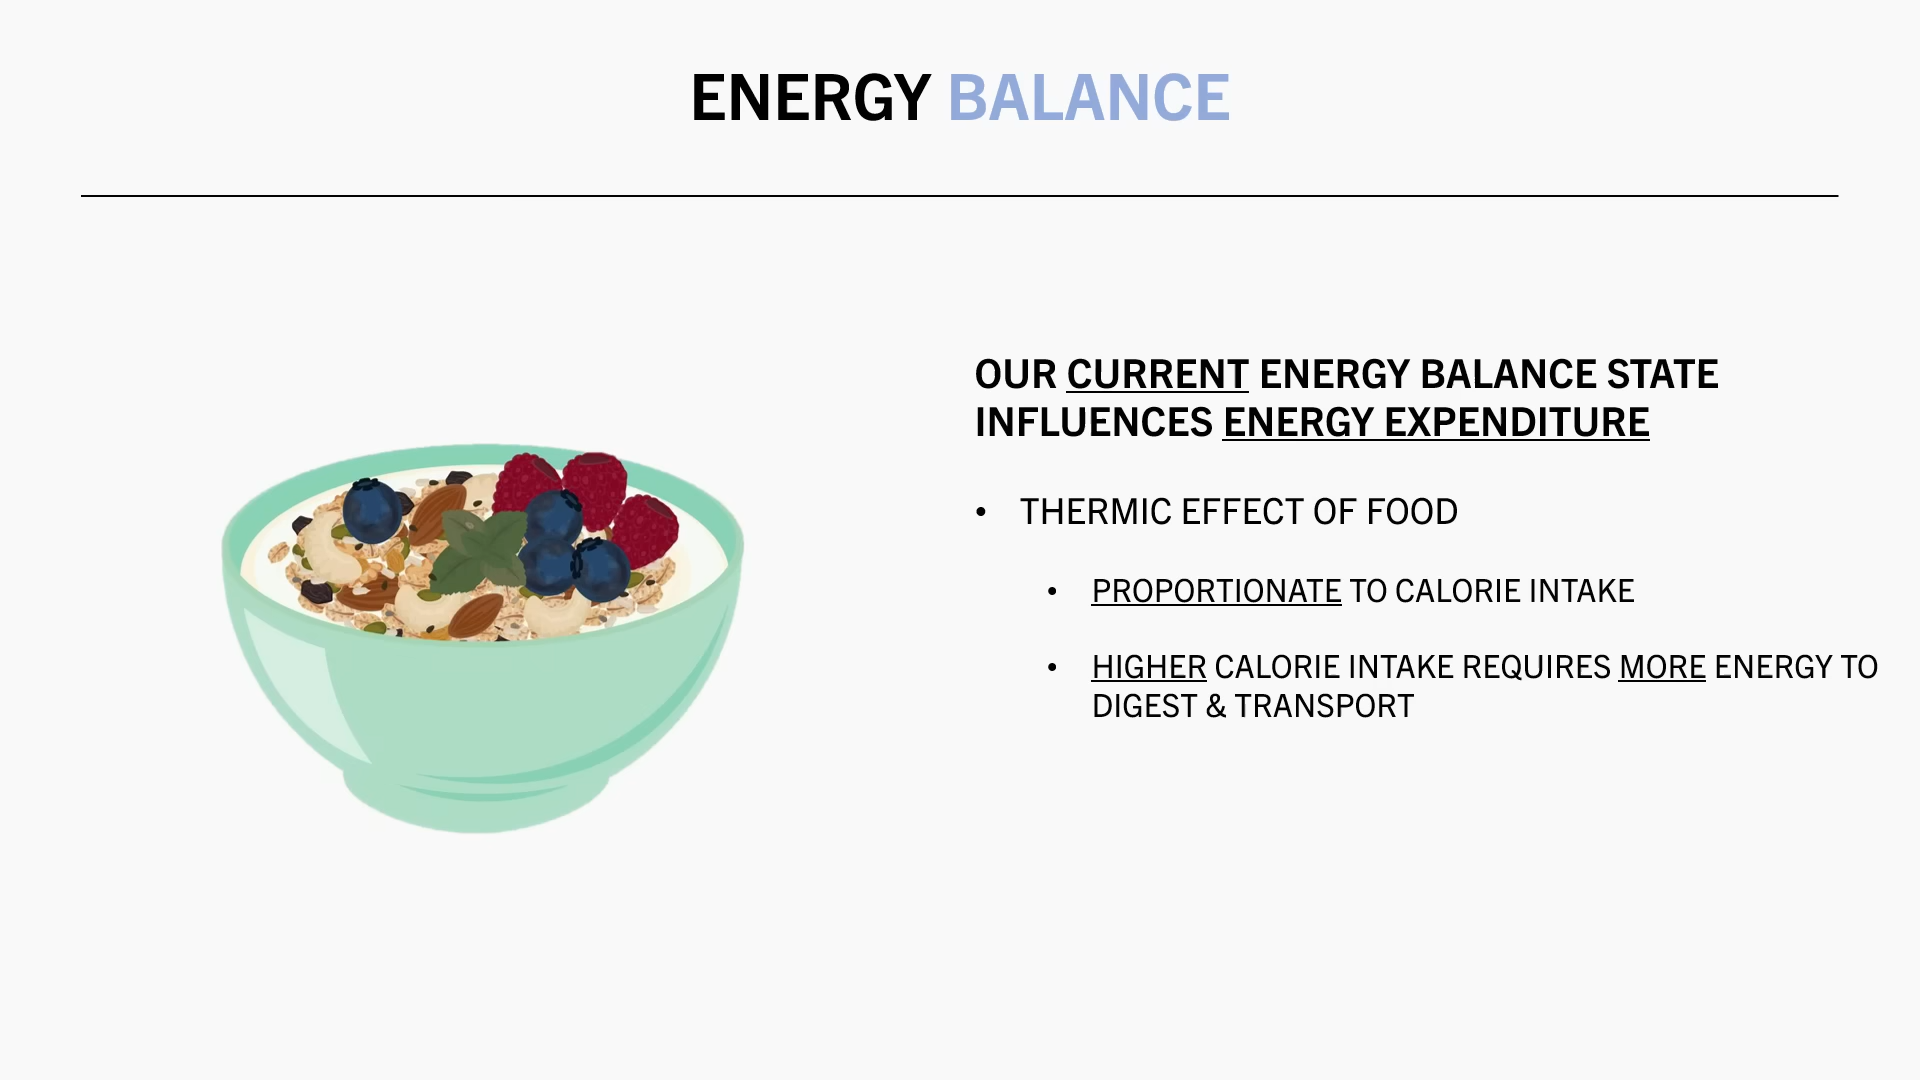 ENERGY BALANCE
OUR CURRENT ENERGY BALANCE STATE
INFLUENCES ENERGY EXPENDITURE
• THERMIC EFFECT OF FOOD
• PROPORTIONATE TO CALORIE INTAKE
• HIGHER CALORIE INTAKE REQUIRES MORE ENERGY TO
DIGEST & TRANSPORT